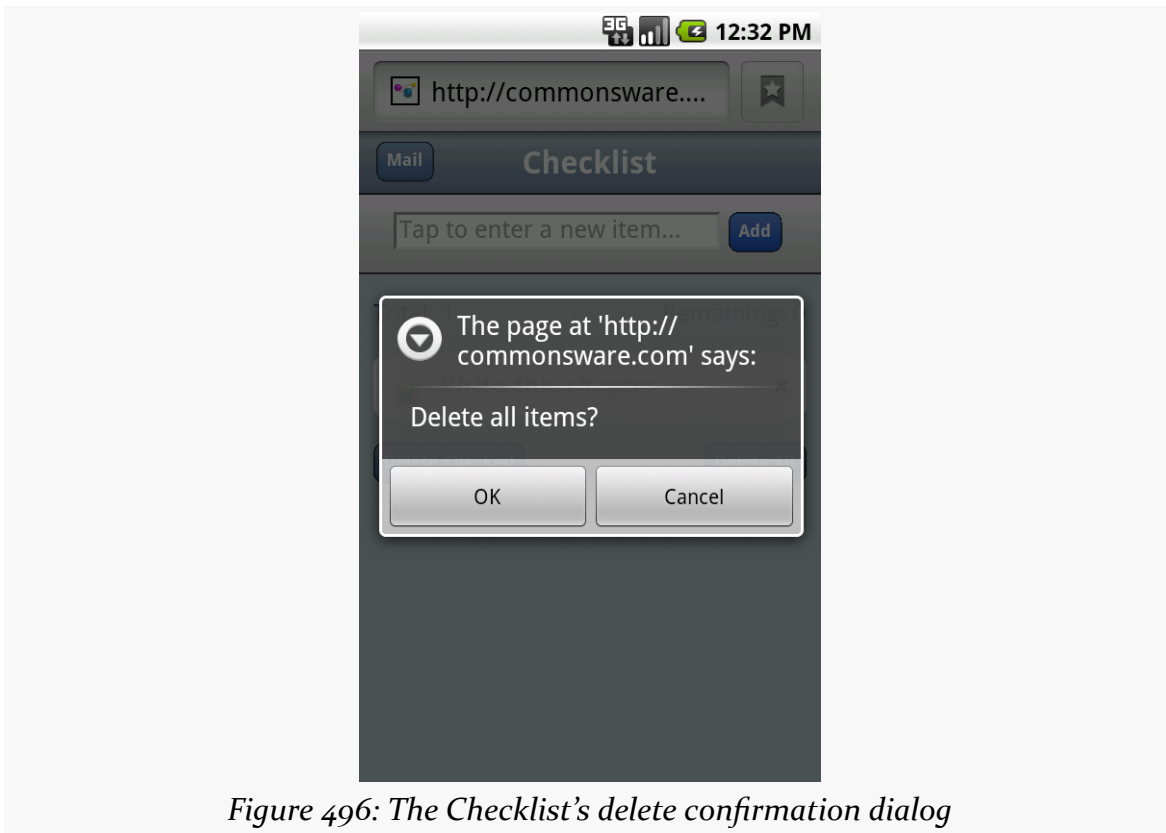 3G
12:32 PM
http://commonsware....
Mail
Checklist
Tap to enter a new item...
Add
The page at 'http://
commonsware.com' says:
Delete all items?
OK
Cancel
Figure 496: The Checklist's delete confirmation dialog